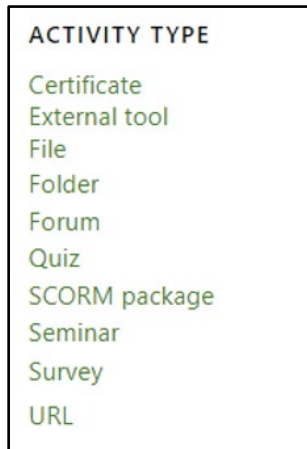 ACTIVITY TYPE
Certificate
External tool
File
Folder
Forum
Quiz
SCORM package
Seminar
Survey
URL